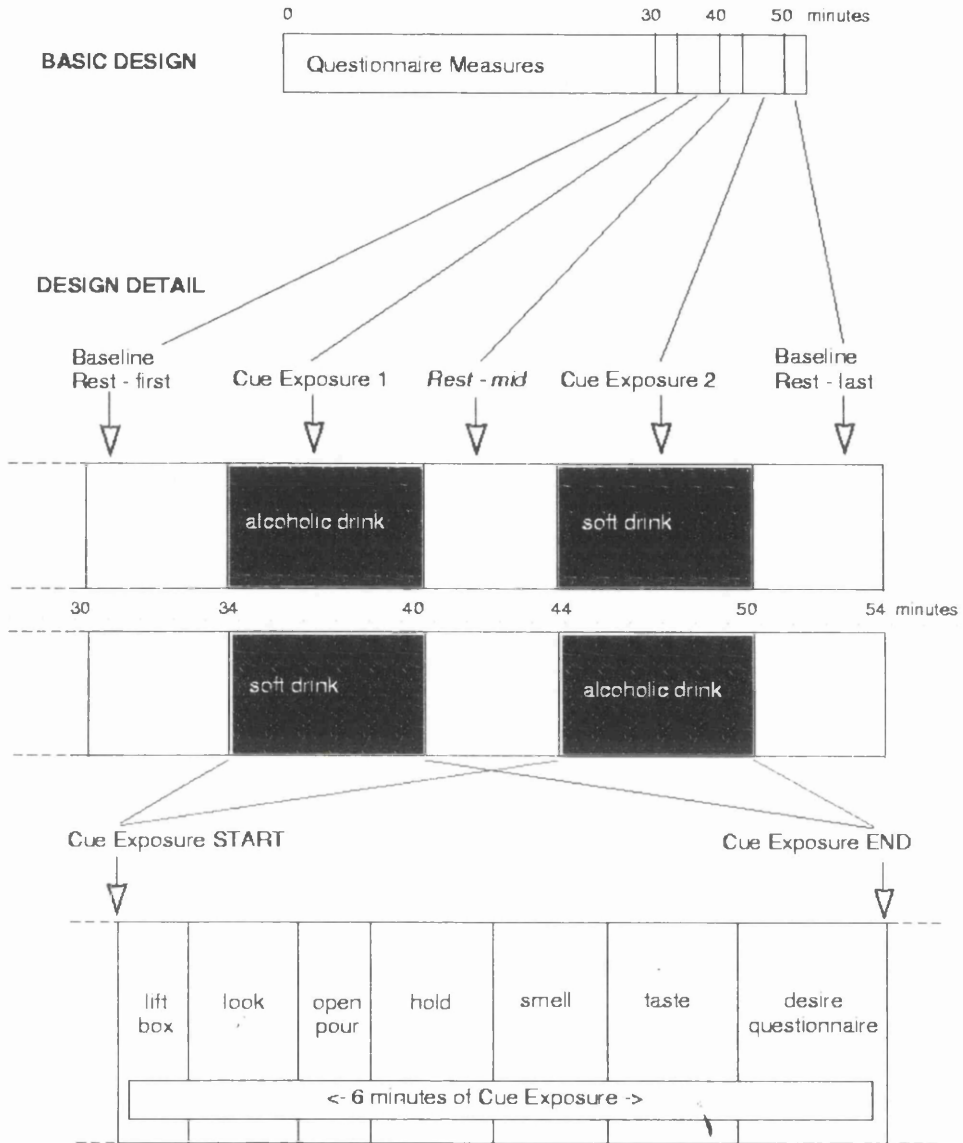 0 30 40 50 minutes
BASIC DESIGN
Questionnaire Measures
DESIGN DETAIL
Baseline
Rest - first
Cue Exposure 1
Rest - mid
Cue Exposure 2
Baseline
Rest - last
alcoholic drink
soft drink
30 34 40 44 50 54 minutes
soft drink
alcoholic drink
Cue Exposure START
Cue Exposure END
lift
box
look
open
pour
hold
smell
taste
desire
questionnaire
<- 6 minutes of Cue Exposure ->